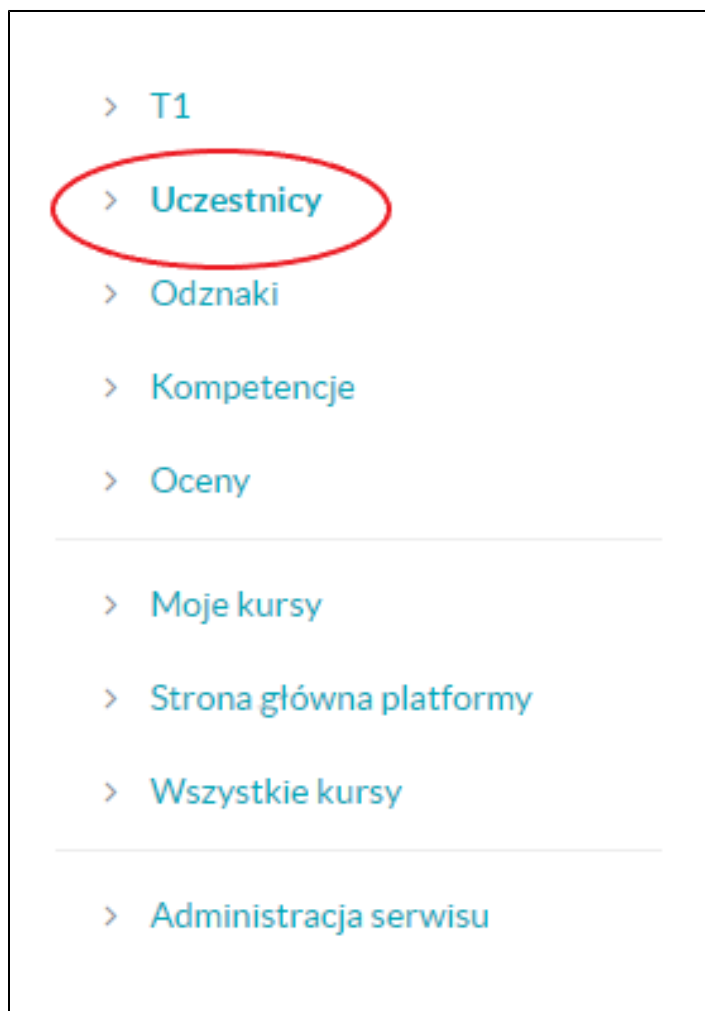 T1
Uczestnicy
Odznaki
Kompetencje
Oceny
Moje kursy
Strona główna platformy
Wszystkie kursy
Administracja serwisu